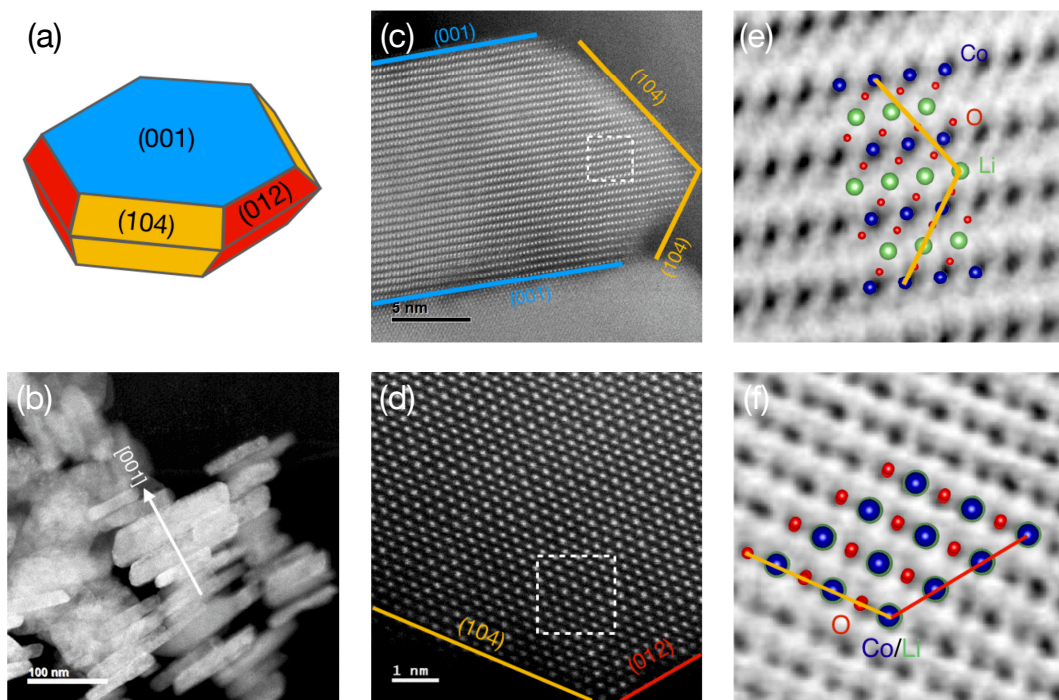 (a)
(001)
(104)
(012)
(b)
[001]
100 nm
(c)
(001)
(104)
(104)
(001)
5 nm
(d)
(104)
(012)
1 nm
(e)
Co
O
Li
(f)
O
Co/Li